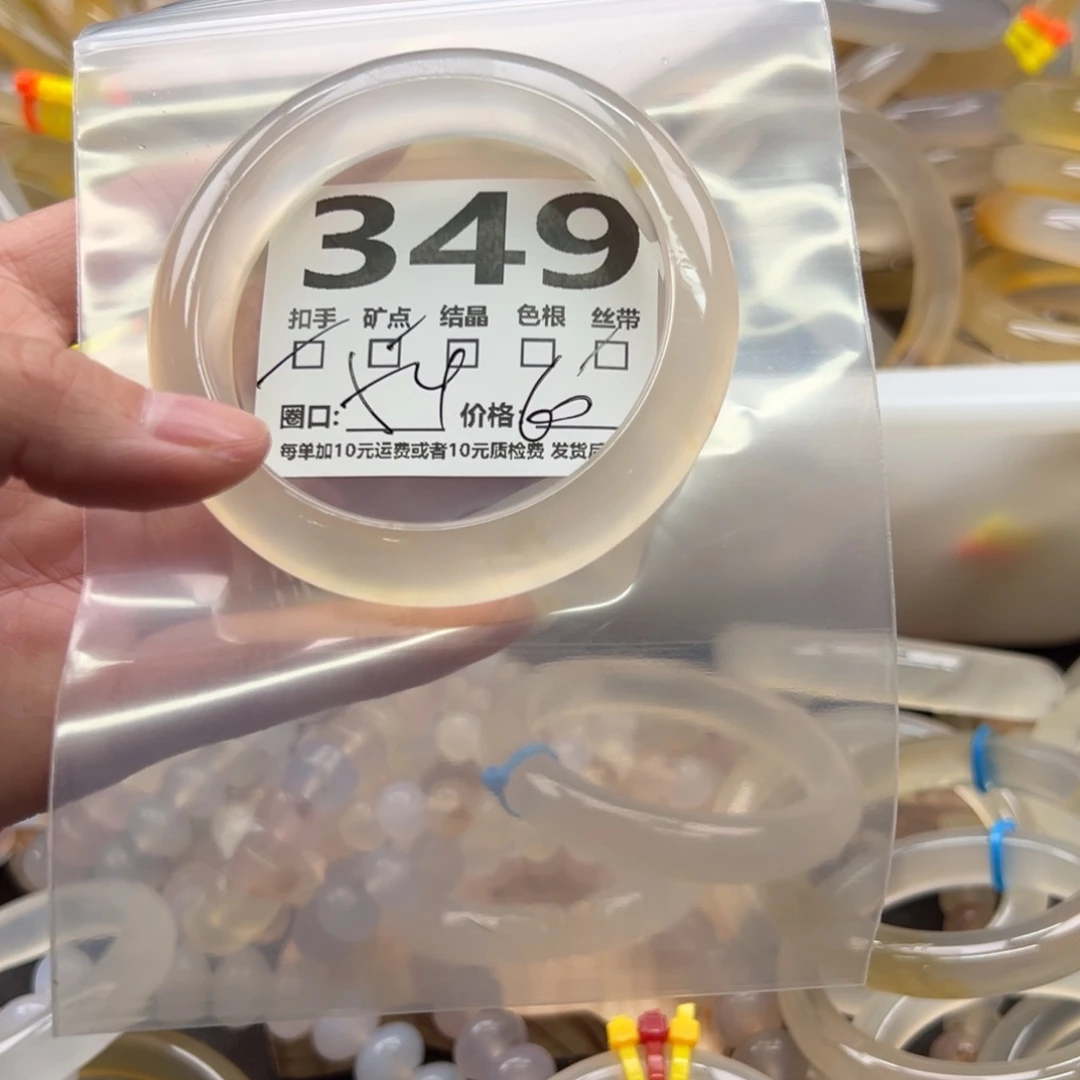 349
扣手 矿点 结晶 色根 丝带
圈口: 价格:
每单加10元运费或者10元质检费 发货